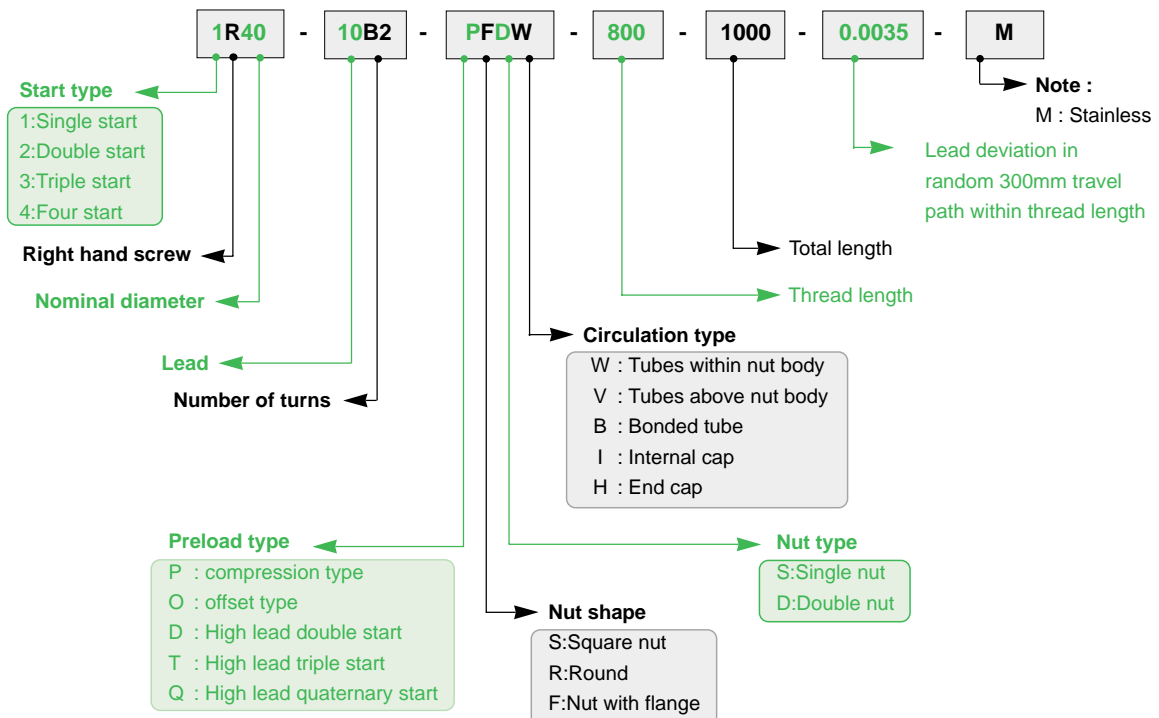 1R40 - 10B2 - PFDW - 800 - 1000 - 0.0035 - M
Start type
1:Single start
2:Double start
3:Triple start
4:Four start
Right hand screw
Nominal diameter
Lead
Number of turns
Note :
M : Stainless
Lead deviation in
random 300mm travel
path within thread length
Total length
Thread length
Circulation type
W : Tubes within nut body
V : Tubes above nut body
B : Bonded tube
I : Internal cap
H : End cap
Preload type
P : compression type
O : offset type
D : High lead double start
T : High lead triple start
Q : High lead quaternary start
Nut shape
S:Square nut
R:Round
F:Nut with flange
Nut type
S:Single nut
D:Double nut